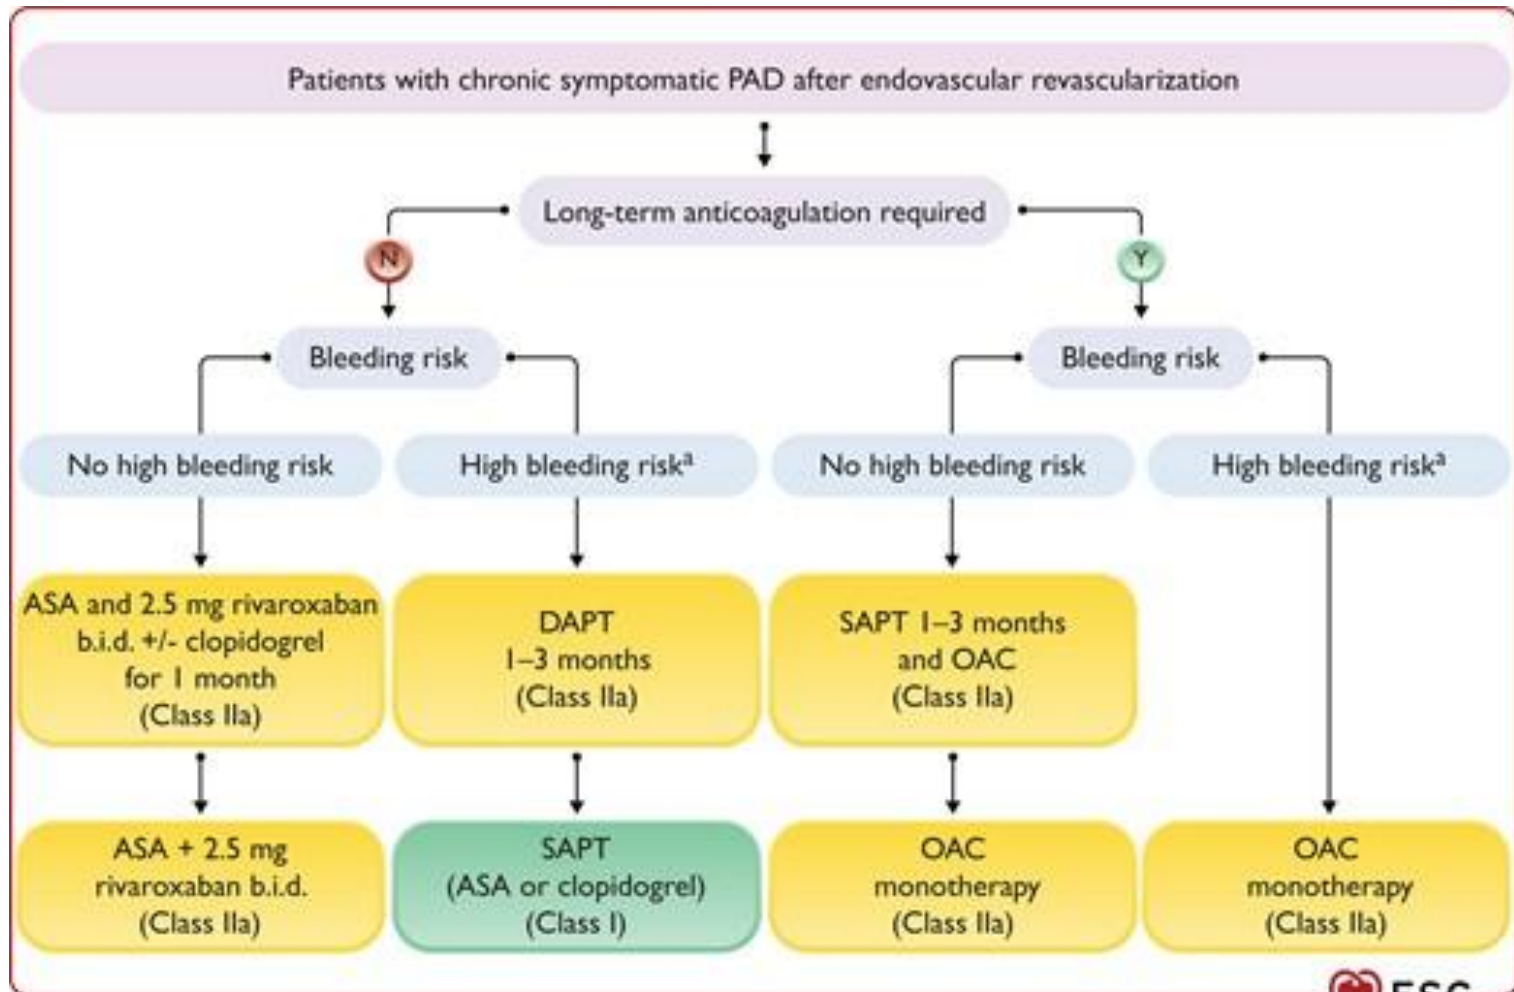 Patients with chronic symptomatic PAD after endovascular revascularization
Long-term anticoagulation required
N
Y
Bleeding risk
Bleeding risk
No high bleeding risk
High bleeding riskᵃ
No high bleeding risk
High bleeding riskᵃ
ASA and 2.5 mg rivaroxaban
b.i.d. +/- clopidogrel
for 1 month
(Class IIa)
DAPT
1–3 months
(Class IIa)
SAPT 1–3 months
and OAC
(Class IIa)
ASA + 2.5 mg
rivaroxaban b.i.d.
(Class IIa)
SAPT
(ASA or clopidogrel)
(Class I)
OAC
monotherapy
(Class IIa)
OAC
monotherapy
(Class IIa)
ESC